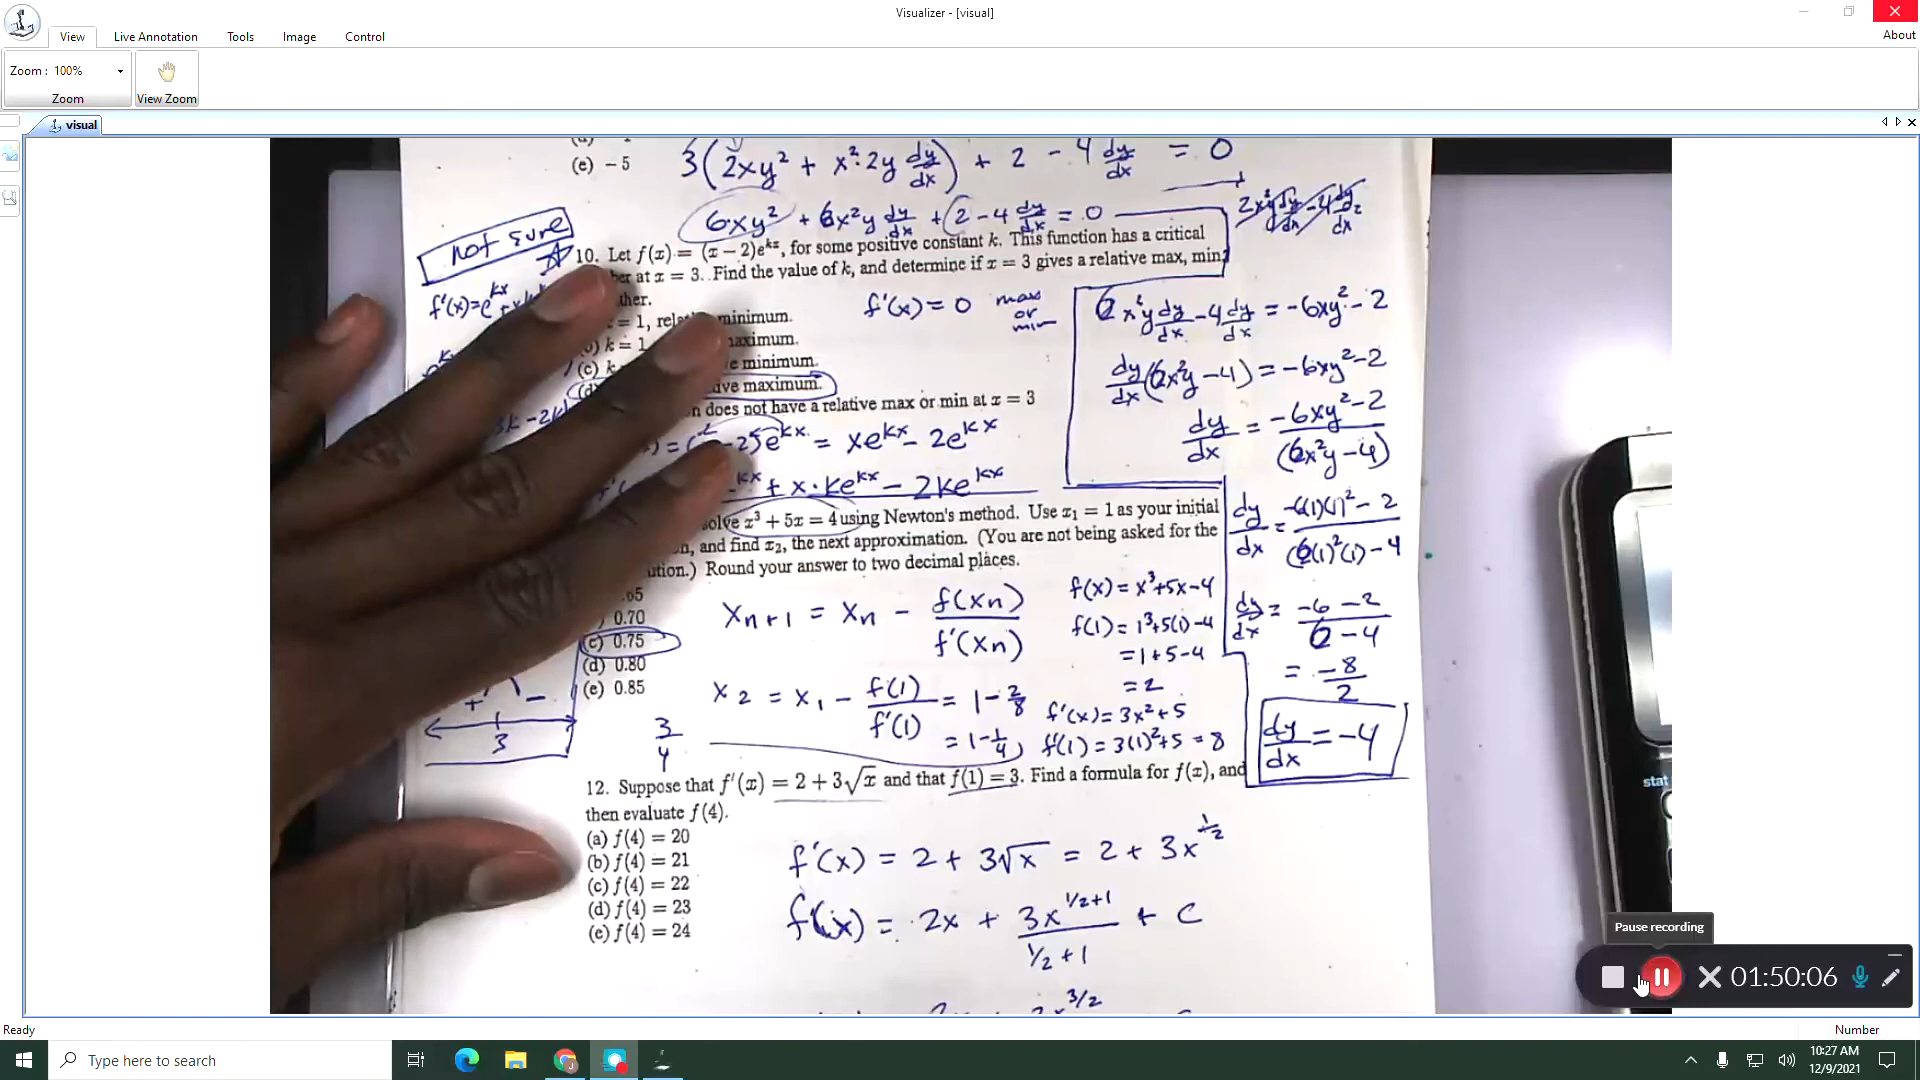 Visualizer - [visual]
View Live Annotation Tools Image Control
About
Zoom : 100%
Zoom
View Zoom
visual
(e) - 5
3(2xy² + x²·2y dy/dx) + 2 - 4 dy/dx = 0
6xy² + 6x²y dy/dx + 2 - 4 dy/dx = 0
not sure
10. Let f(x) = (x - 2)e^{kx}, for some positive constant k. This function has a critical
at x = 3. Find the value of k, and determine if x = 3 gives a relative max, min,
f'(x) = 0 max or min
= 1, minimum.
k = 1
(c) minimum.
maximum.
does not have a relative max or min at x = 3
e^{kx} = xe^{kx} - 2e^{kx}
+ x·ke^{kx} - 2ke^{kx}
6x²y dy/dx - 4 dy/dx = -6xy² - 2
dy/dx (6x²y - 4) = -6xy² - 2
dy/dx = (-6xy² - 2)/(6x²y - 4)
dy/dx = (-6(1)(1)² - 2)/(6(1)²(1) - 4)
dy/dx = (-6 - 2)/(6 - 4)
= -8/2
dy/dx = -4
x³ + 5x = 4 using Newton's method. Use x₁ = 1 as your initial
and find x₂, the next approximation. (You are not being asked for the
Round your answer to two decimal places.
0.70
(c) 0.75
(d) 0.80
(e) 0.85
x_{n+1} = x_n - f(x_n)/f'(x_n)
f(x) = x³ + 5x - 4
f(1) = 1³ + 5(1) - 4
= 1 + 5 - 4
= 2
f'(x) = 3x² + 5
f'(1) = 3(1)² + 5 = 8
x₂ = x₁ - f(1)/f'(1) = 1 - 2/8
= 1 - 1/4
3/4
+ -
3
12. Suppose that f'(x) = 2 + 3√x and that f(1) = 3. Find a formula for f(x), and
then evaluate f(4).
(a) f(4) = 20
(b) f(4) = 21
(c) f(4) = 22
(d) f(4) = 23
(e) f(4) = 24
f'(x) = 2 + 3√x = 2 + 3x^{1/2}
f(x) = 2x + 3x^{1/2+1}/(1/2+1) + C
stat
Pause recording
01:50:06
Ready
Number
Type here to search
10:27 AM
12/9/2021